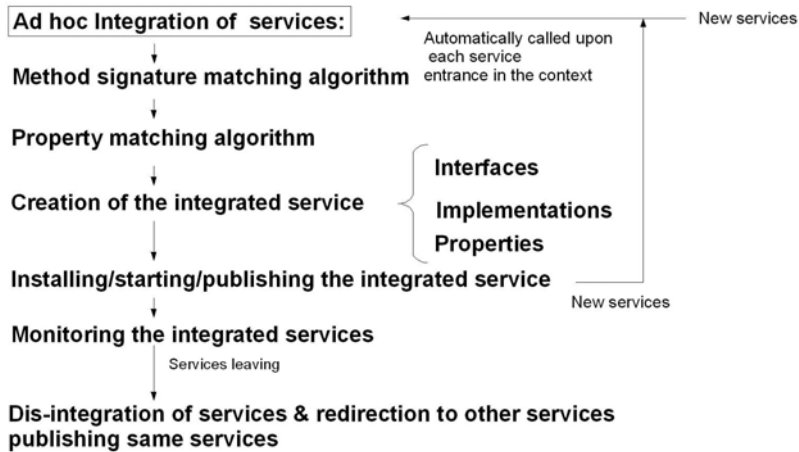 Ad hoc Integration of services:
New services
Automatically called upon
each service
entrance in the context
Method signature matching algorithm
Property matching algorithm
Creation of the integrated service
Interfaces
Implementations
Properties
Installing/starting/publishing the integrated service
New services
Monitoring the integrated services
Services leaving
Dis-integration of services & redirection to other services
publishing same services